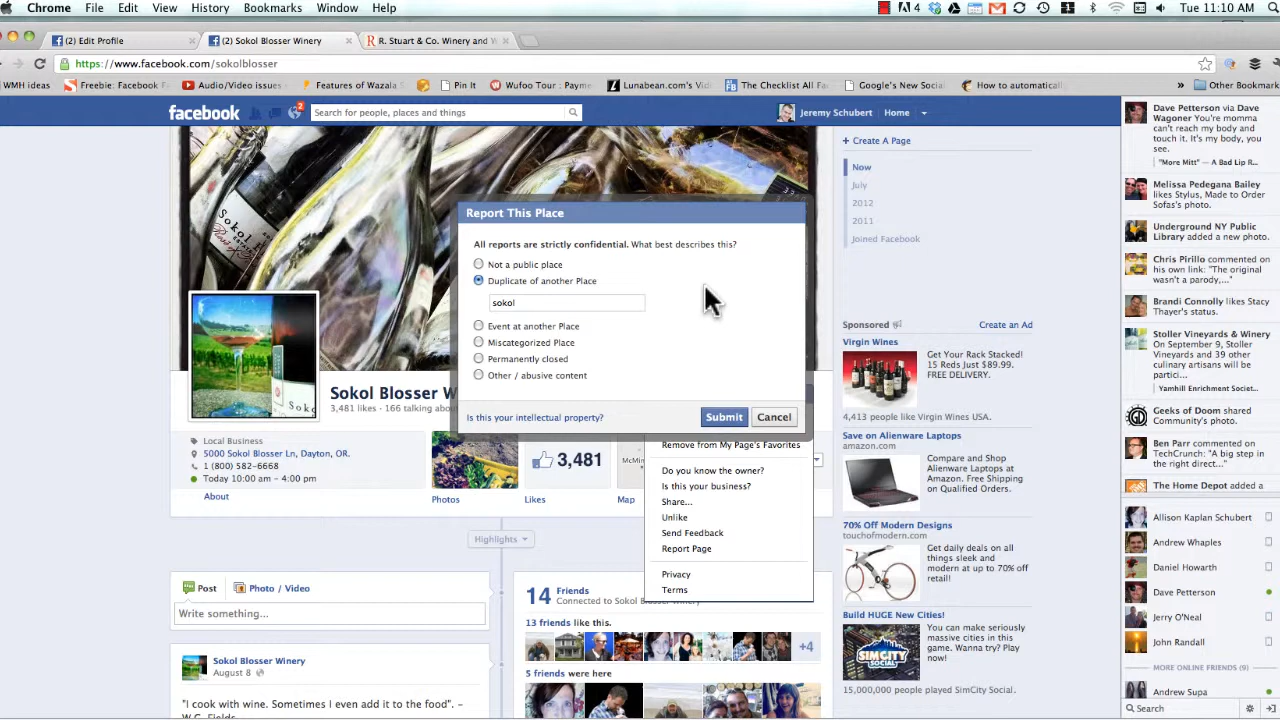 Chrome File Edit View History Bookmarks Window Help 4 Tue 11:10 AM
(2) Edit Profile
(2) Sokol Blosser Winery
R. Stuart & Co. Winery and
https://www.facebook.com/sokolblosser
WMH ideas Freebie: Facebook F Audio/Video issues Features of Wazala Pin It Wufoo Tour : Payme Lunabean.com's Video The Checklist All Fa Google's New Social How to automatically Other Bookmarks
facebook 2 Search for people, places and things Jeremy Schubert Home
Create A Page
Now
July
2012
2011
Joined Facebook
Report This Place
All reports are strictly confidential. What best describes this?
Not a public place
Duplicate of another Place
sokol
Event at another Place
Miscategorized Place
Permanently closed
Other / abusive content
Is this your intellectual property?
Submit Cancel
Sokol
Sokol Blosser W
3,481 likes · 166 talking about
Local Business
5000 Sokol Blosser Ln, Dayton, OR.
1 (800) 582-6668
Today 10:00 am - 4:00 pm
About
Photos
3,481
Likes
McMin
Map
Remove from My Page's Favorites
Do you know the owner?
Is this your business?
Share...
Unlike
Send Feedback
Report Page
Privacy
Terms
Highlights
Post Photo / Video
Write something...
Sokol Blosser Winery
August 8
"I cook with wine. Sometimes I even add it to the food". –
W.C. Fields
14 Friends
Connected to Sokol Blosser Winery
13 friends like this.
+4
5 friends were here
Sponsored Create an Ad
Virgin Wines
Get Your Rack Stacked!
15 Reds Just $89.99.
FREE DELIVERY.
4,413 people like Virgin Wines US.
Save on Alienware Laptops
amazon.com
Compare and Shop
Alienware Laptops at
Amazon. Free Shipping
on Qualified Orders.
70% Off Modern Designs
touchofmodern.com
Get daily deals on all
things sleek and
modern at up to 70% off
retail!
Build HUGE New Cities!
You can make seriously
massive cities in this
game. Wanna try? Play
now!
SIMCITY
SOCIAL
15,000,000 people played SimCity Social.
Dave Petterson via Dave
Wagoner You're momma
can't reach my body and
touch it. It's my body, you
see.
"More Mitt" — A Bad Lip R...
Melissa Pedegana Bailey
likes Stylus, Made to Order
Sofas's photo.
Underground NY Public
Library added a new photo.
Chris Pirillo commented on
his own link: "The original
wasn't a parody,..."
Brandi Connolly likes Stacy
Thayer's status.
Stoller Vineyards & Winery
On September 9, Stoller
Vineyards and 39 other
culinary artisans will be
partici...
Yamhill Enrichment Societ...
Geeks of Doom shared
Community's photo.
Ben Parr commented on
TechCrunch: "A big step in
the right direct...
The Home Depot added a
Allison Kaplan Schubert
Andrew Whaples
Daniel Howarth
Dave Petterson
Jerry O'Neal
John Randall
MORE ONLINE FRIENDS (9)
Andrew Supa
Search